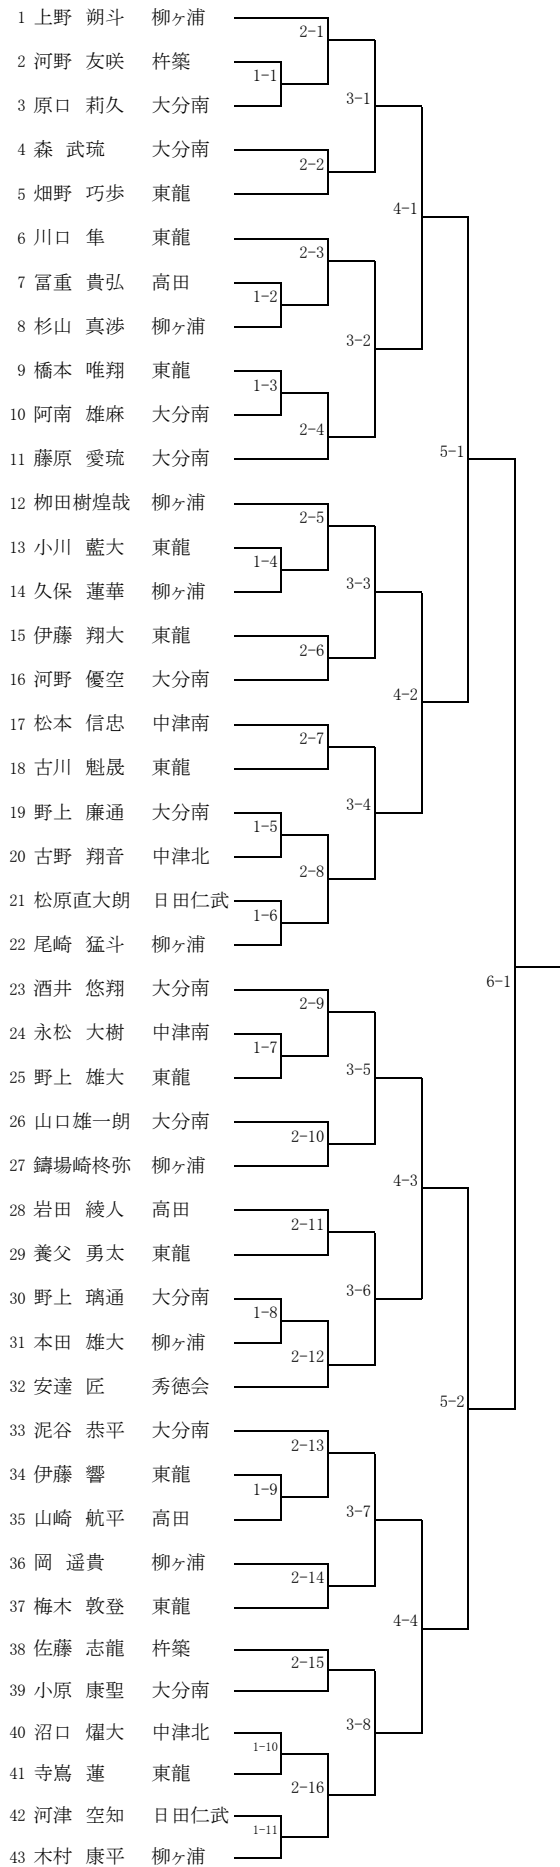 1 上野 朔斗 柳ヶ浦
2-1
2 河野 友咲 杵築
1-1
3 原口 莉久 大分南
3-1
4 森 武琉 大分南
2-2
5 畑野 巧歩 東龍
4-1
6 川口 隼 東龍
2-3
7 冨重 貴弘 高田
1-2
8 杉山 真渉 柳ヶ浦
3-2
9 橋本 唯翔 東龍
1-3
10 阿南 雄麻 大分南
2-4
11 藤原 愛琉 大分南
5-1
12 栁田樹煌哉 柳ヶ浦
2-5
13 小川 藍大 東龍
1-4
14 久保 蓮華 柳ヶ浦
3-3
15 伊藤 翔大 東龍
2-6
16 河野 優空 大分南
4-2
17 松本 信忠 中津南
2-7
18 古川 魁晟 東龍
3-4
19 野上 廉通 大分南
1-5
20 古野 翔音 中津北
2-8
21 松原直大朗 日田仁武
1-6
22 尾崎 猛斗 柳ヶ浦
6-1
23 酒井 悠翔 大分南
2-9
24 永松 大樹 中津南
1-7
25 野上 雄大 東龍
3-5
26 山口雄一朗 大分南
2-10
27 鑄場崎柊弥 柳ヶ浦
4-3
28 岩田 綾人 高田
2-11
29 養父 勇太 東龍
3-6
30 野上 璃通 大分南
1-8
31 本田 雄大 柳ヶ浦
2-12
32 安達 匠 秀徳会
5-2
33 泥谷 恭平 大分南
2-13
34 伊藤 響 東龍
1-9
35 山崎 航平 高田
3-7
36 岡 遥貴 柳ヶ浦
2-14
37 梅木 敦登 東龍
4-4
38 佐藤 志龍 杵築
2-15
39 小原 康聖 大分南
3-8
40 沼口 燿大 中津北
1-10
41 寺嶌 蓮 東龍
2-16
42 河津 空知 日田仁武
1-11
43 木村 康平 柳ヶ浦